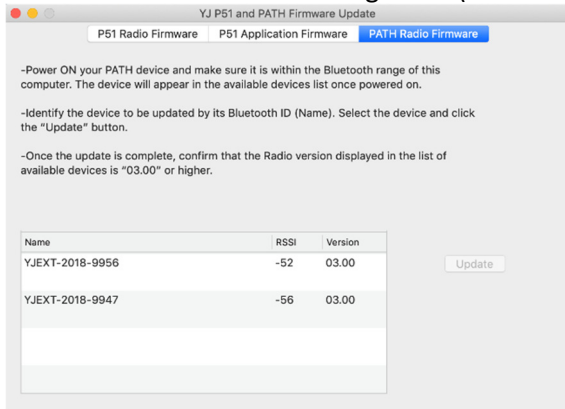 YJ P51 and PATH Firmware Update
P51 Radio Firmware P51 Application Firmware PATH Radio Firmware
-Power ON your PATH device and make sure it is within the Bluetooth range of this
computer. The device will appear in the available devices list once powered on.
-Identify the device to be updated by its Bluetooth ID (Name). Select the device and click
the “Update” button.
-Once the update is complete, confirm that the Radio version displayed in the list of
available devices is “03.00” or higher.
Name RSSI Version
YJEXT-2018-9956 -52 03.00
Update
YJEXT-2018-9947 -56 03.00